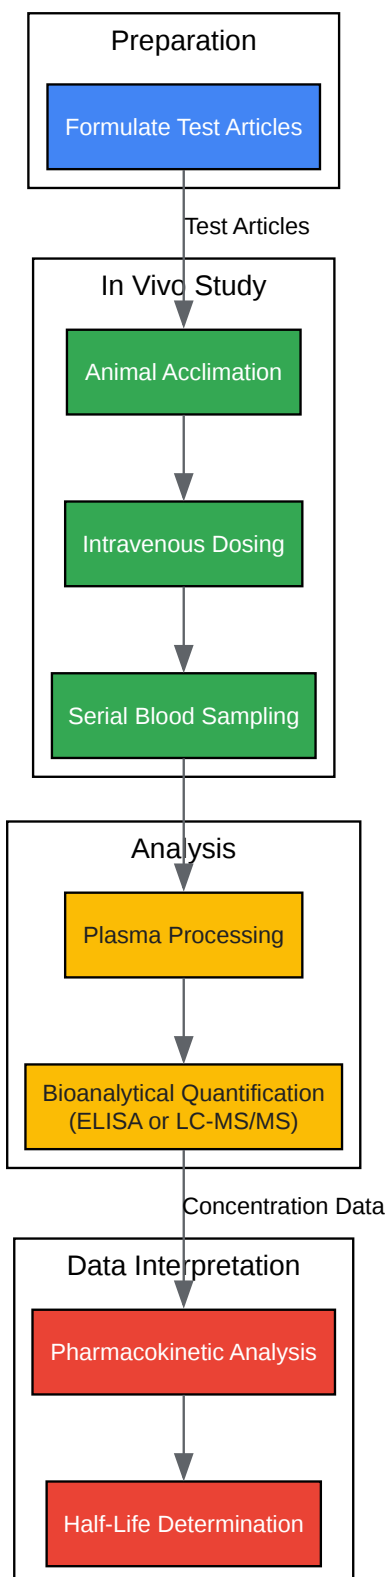 Preparation
Formulate Test Articles
Test Articles
In Vivo Study
Animal Acclimation
Intravenous Dosing
Serial Blood Sampling
Analysis
Plasma Processing
Bioanalytical Quantification
(ELISA or LC-MS/MS)
Concentration Data
Data Interpretation
Pharmacokinetic Analysis
Half-Life Determination